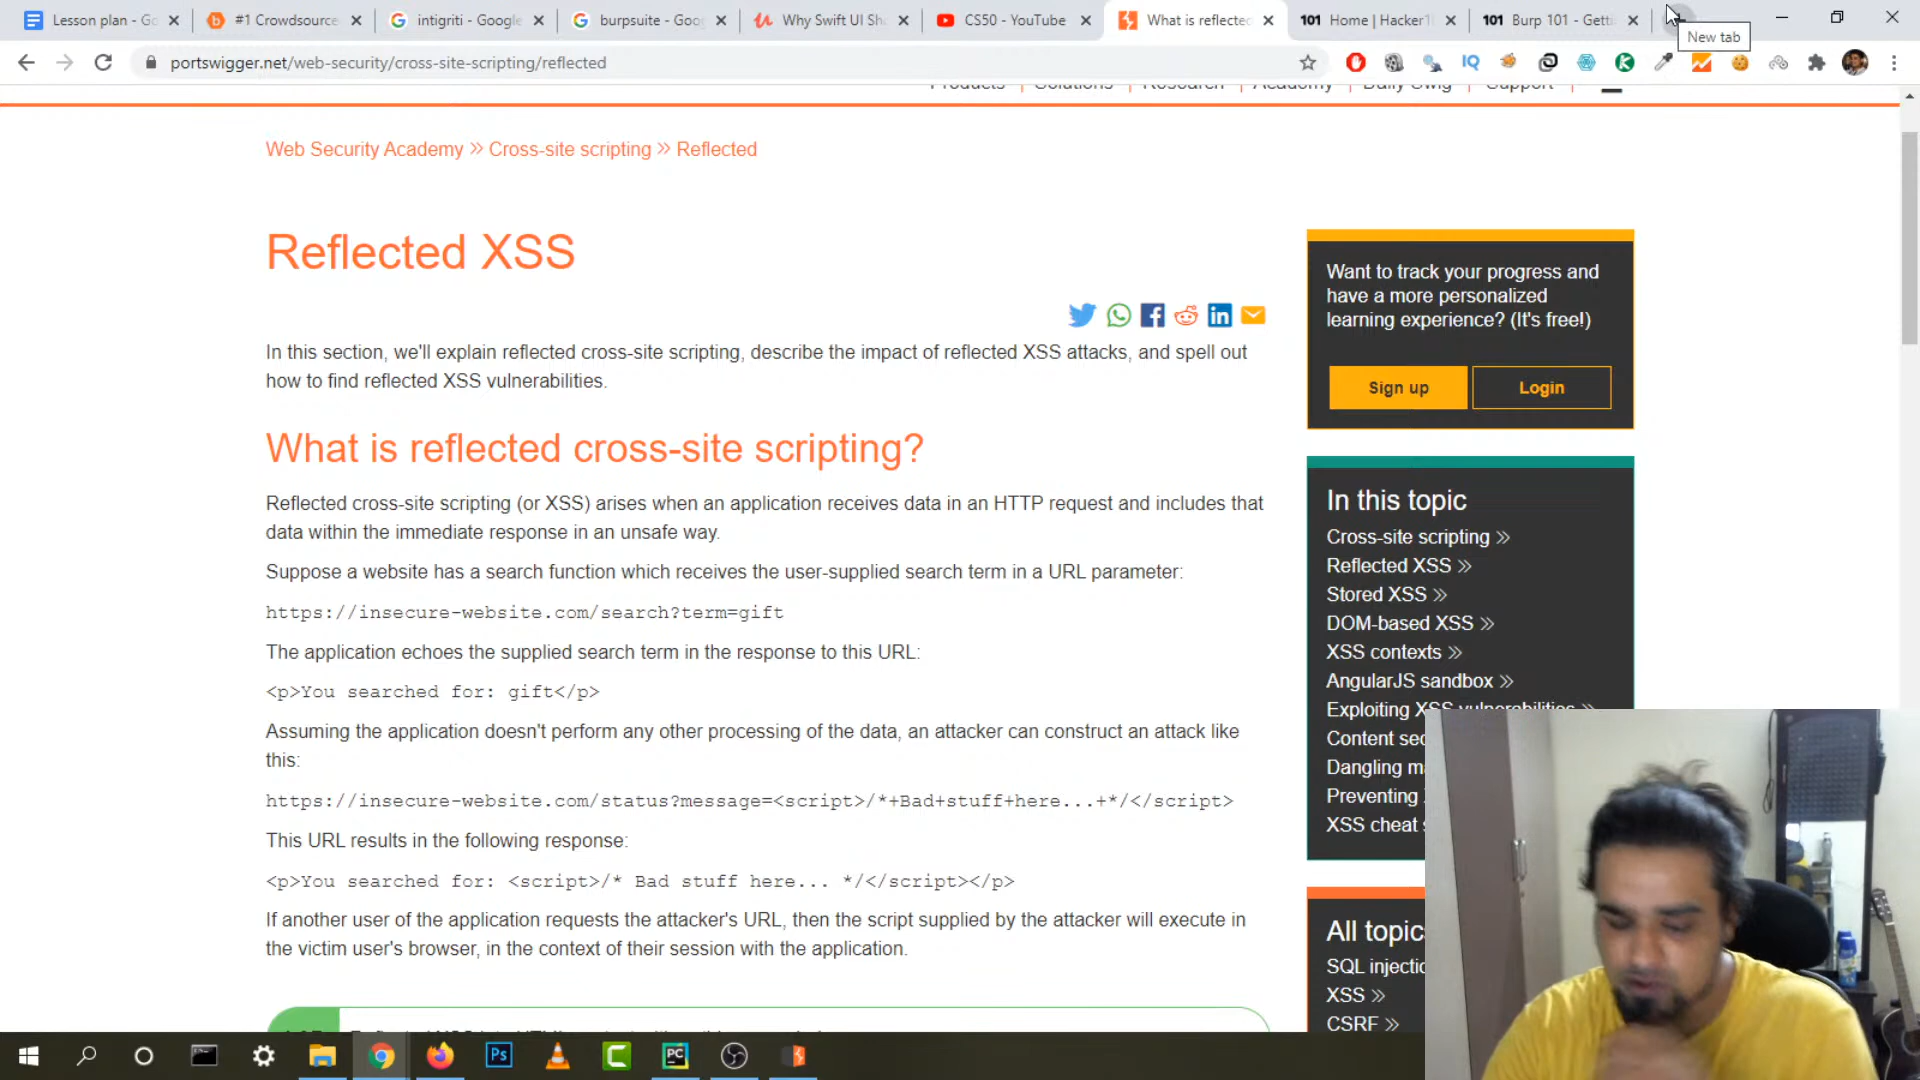 Lesson plan - Go
#1 Crowdsource
intigriti - Google
burpsuite - Goo
Why Swift UI Sh
CS50 - YouTube
What is reflected
101 Home | Hacker1
101 Burp 101 - Getti
New tab
portswigger.net/web-security/cross-site-scripting/reflected
Products Solutions Research Academy Daily Swig Support
Web Security Academy >> Cross-site scripting >> Reflected
Reflected XSS
In this section, we'll explain reflected cross-site scripting, describe the impact of reflected XSS attacks, and spell out
how to find reflected XSS vulnerabilities.
What is reflected cross-site scripting?
Reflected cross-site scripting (or XSS) arises when an application receives data in an HTTP request and includes that
data within the immediate response in an unsafe way.
Suppose a website has a search function which receives the user-supplied search term in a URL parameter:
https://insecure-website.com/search?term=gift
The application echoes the supplied search term in the response to this URL:
<p>You searched for: gift</p>
Assuming the application doesn't perform any other processing of the data, an attacker can construct an attack like
this:
https://insecure-website.com/status?message=<script>/*+Bad+stuff+here...+*/</script>
This URL results in the following response:
<p>You searched for: <script>/* Bad stuff here... */</script></p>
If another user of the application requests the attacker's URL, then the script supplied by the attacker will execute in
the victim user's browser, in the context of their session with the application.
Want to track your progress and
have a more personalized
learning experience? (It's free!)
Sign up
Login
In this topic
Cross-site scripting >>
Reflected XSS >>
Stored XSS >>
DOM-based XSS >>
XSS contexts >>
AngularJS sandbox >>
Exploiting XSS vulnerabilities >>
Content sec
Dangling ma
Preventing
XSS cheat s
All topic
SQL injectio
XSS >>
CSRF >>